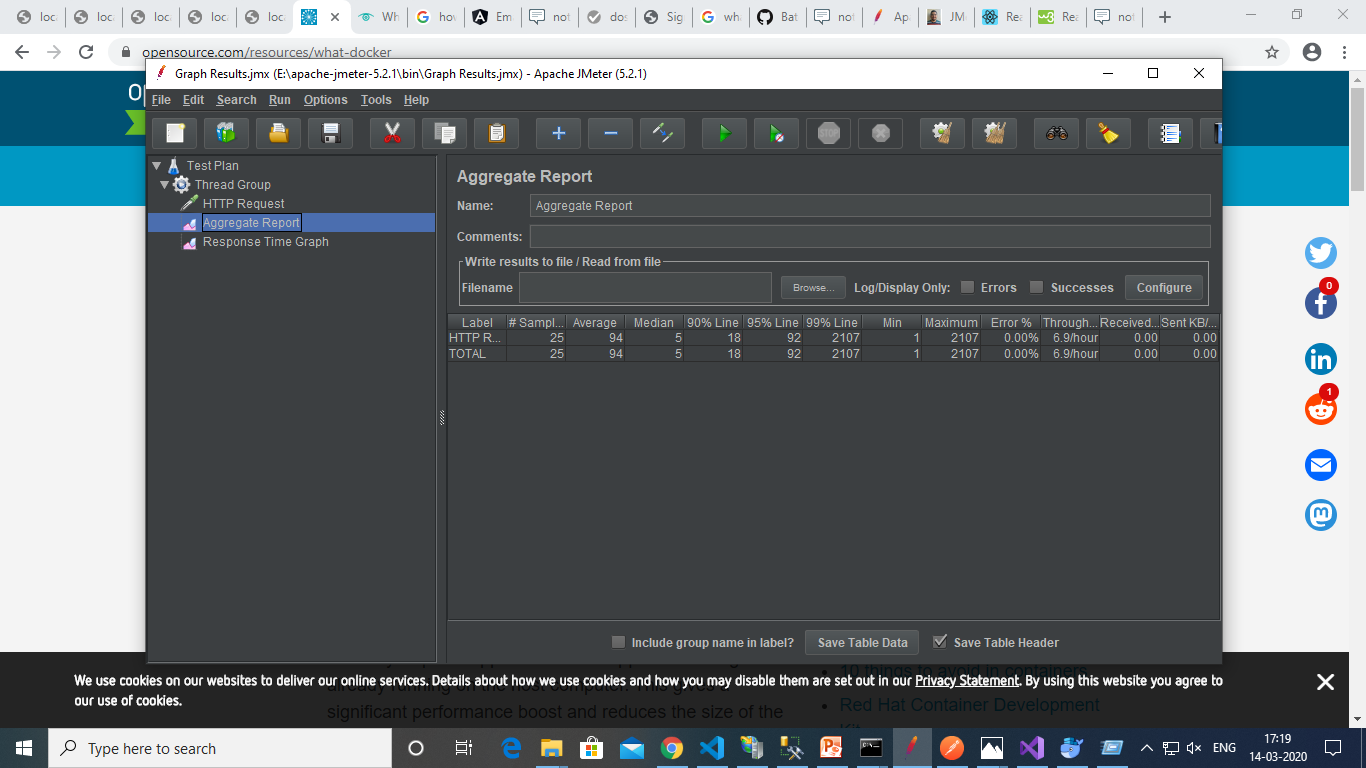 loc
loc
loc
loc
loc
Wh
how
Em
not
dos
Sig
wha
Bat
not
Ap
JM
Rea
Rea
not
opensource.com/resources/what-docker
Op
Graph Results.jmx (E:\apache-jmeter-5.2.1\bin\Graph Results.jmx) - Apache JMeter (5.2.1)
File Edit Search Run Options Tools Help
STOP
Test Plan
Thread Group
HTTP Request
Aggregate Report
Response Time Graph
Aggregate Report
Name: Aggregate Report
Comments:
Write results to file / Read from file
Filename Browse... Log/Display Only: Errors Successes Configure
Label # Sampl... Average Median 90% Line 95% Line 99% Line Min Maximum Error % Through... Received... Sent KB/...
HTTP R... 25 94 5 18 92 2107 1 2107 0.00% 6.9/hour 0.00 0.00
TOTAL 25 94 5 18 92 2107 1 2107 0.00% 6.9/hour 0.00 0.00
Include group name in label? Save Table Data Save Table Header
0
1
10 things to avoid in containers
already running on the host computer. This gives a
significant performance boost and reduces the size of the
Red Hat Container Development
We use cookies on our websites to deliver our online services. Details about how we use cookies and how you may disable them are set out in our Privacy Statement. By using this website you agree to
our use of cookies.
Type here to search
ENG
17:19
14-03-2020